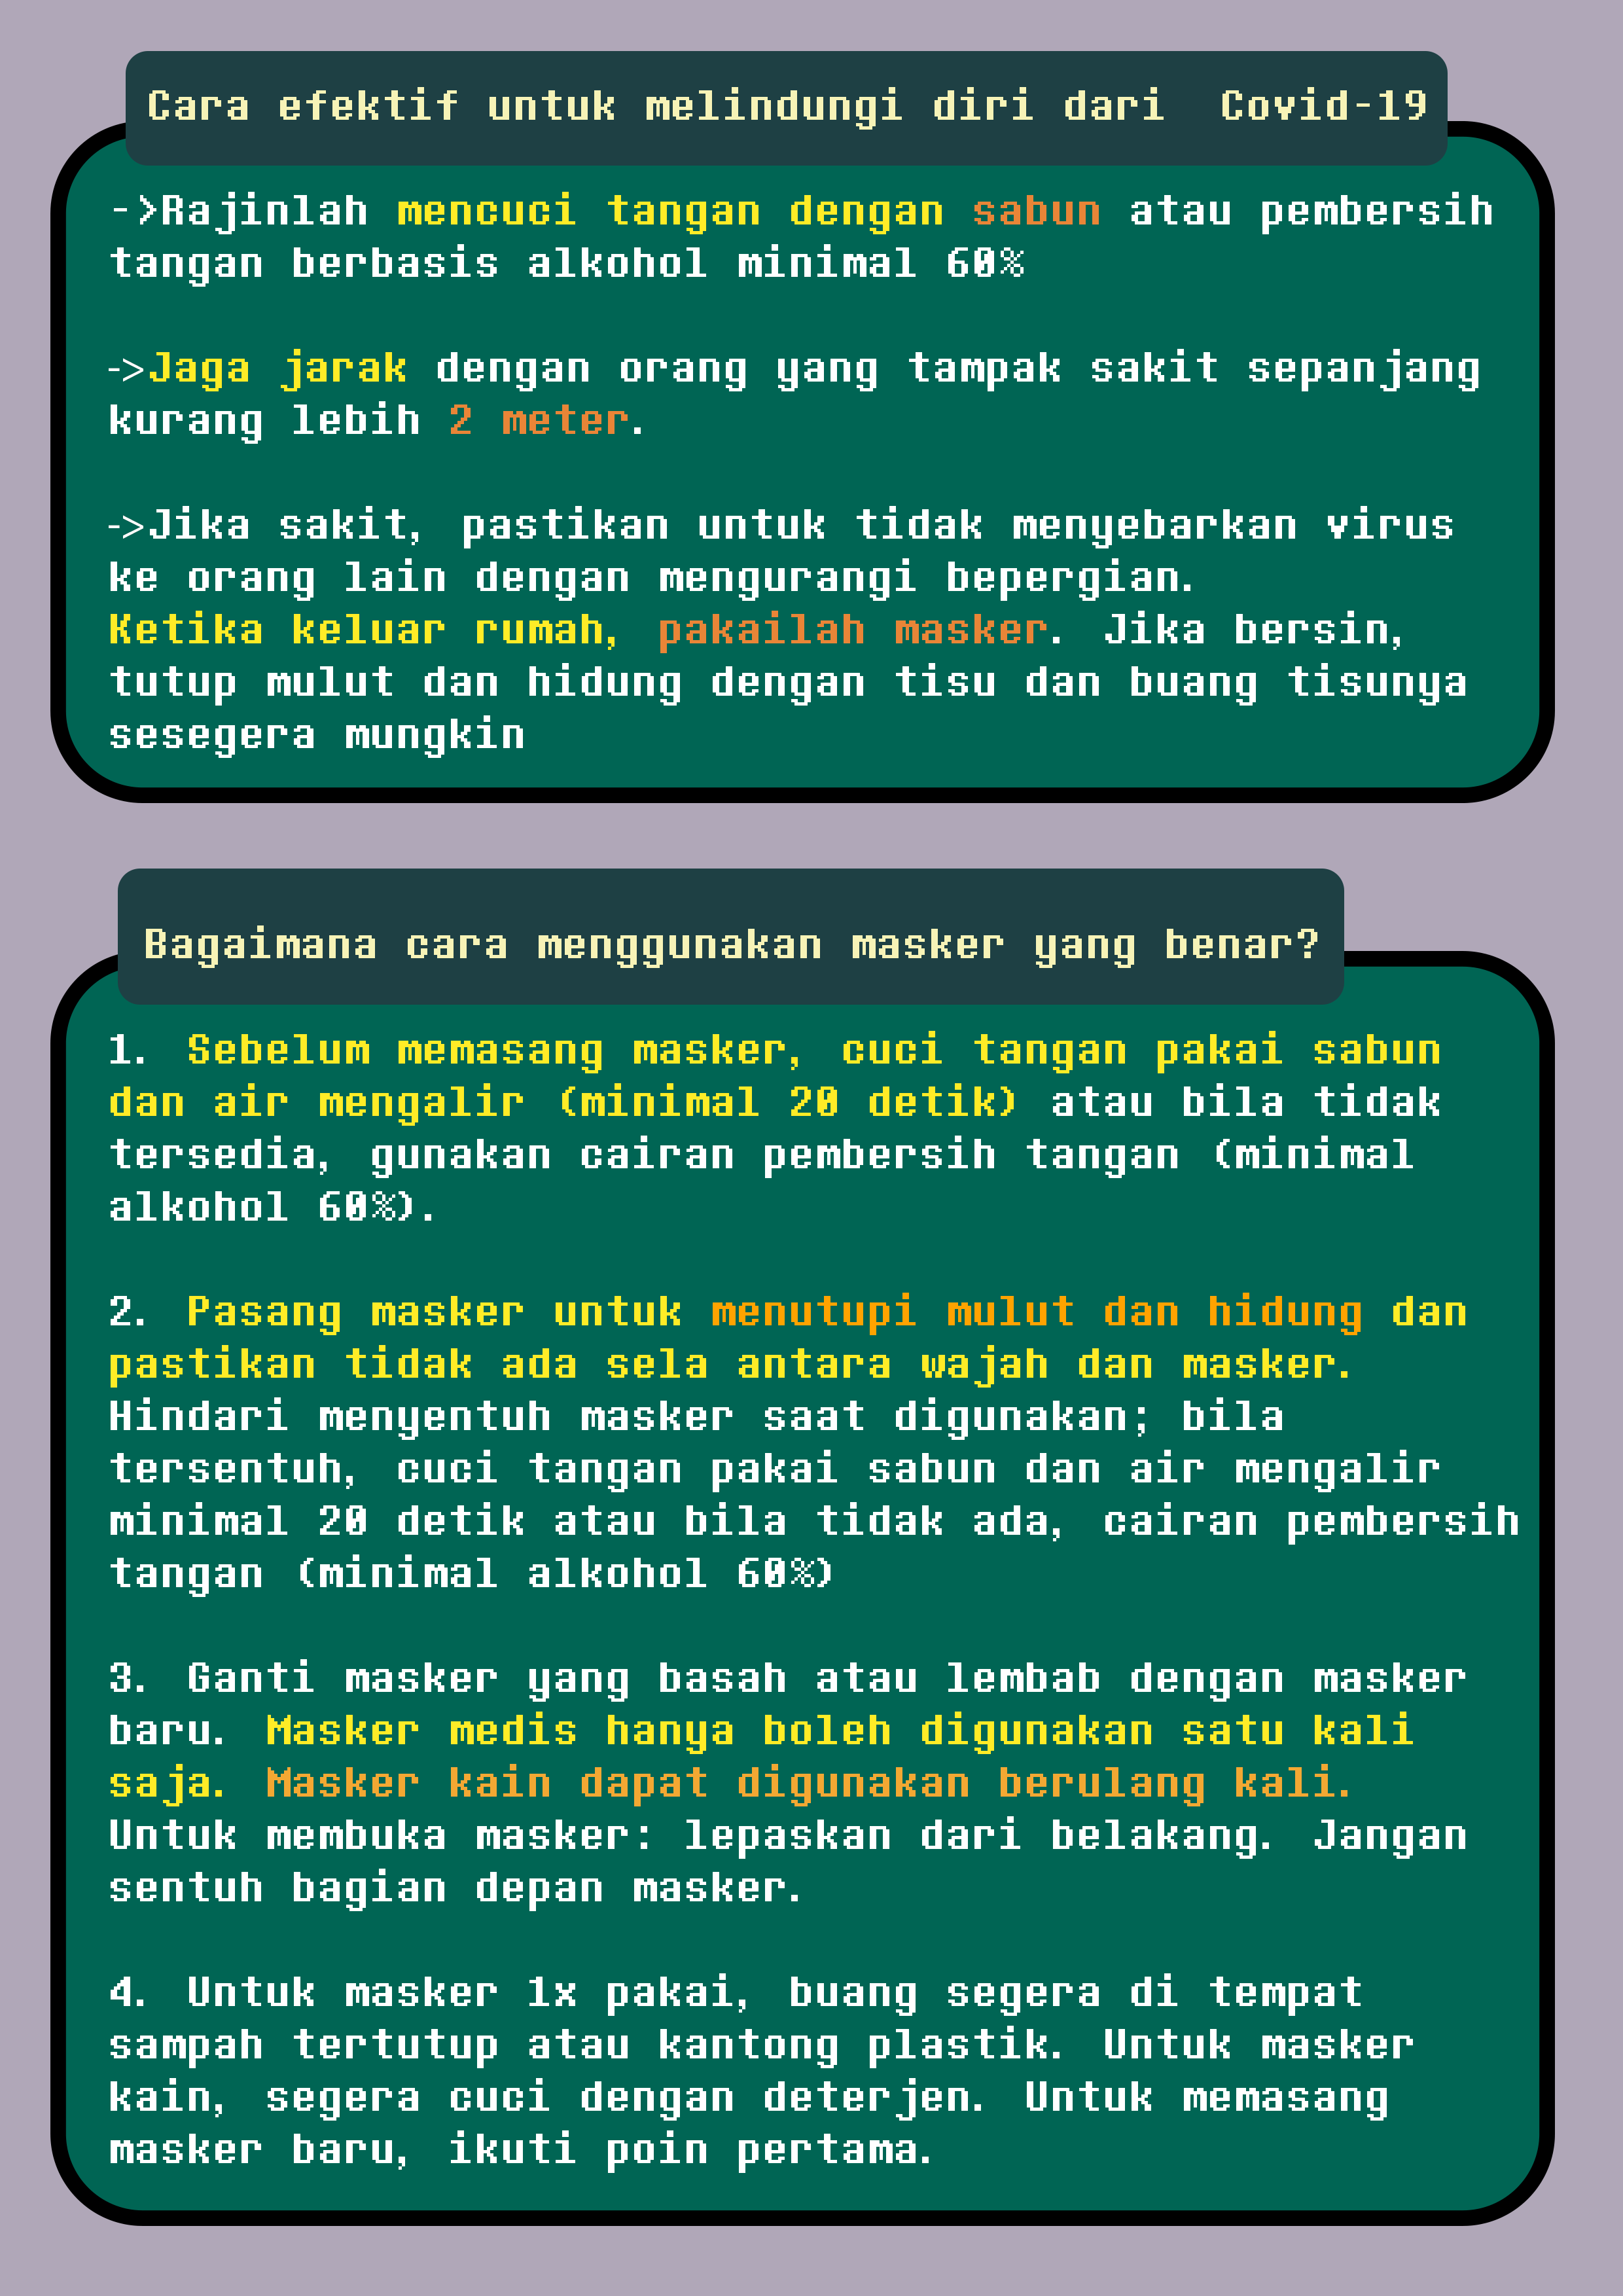 Cara efektif untuk melindungi diri dari Covid-19
->Rajinlah mencuci tangan dengan sabun atau pembersih
tangan berbasis alkohol minimal 60%
->Jaga jarak dengan orang yang tampak sakit sepanjang
kurang lebih 2 meter.
->Jika sakit, pastikan untuk tidak menyebarkan virus
ke orang lain dengan mengurangi bepergian.
Ketika keluar rumah, pakailah masker. Jika bersin,
tutup mulut dan hidung dengan tisu dan buang tisunya
sesegera mungkin
Bagaimana cara menggunakan masker yang benar?
1. Sebelum memasang masker, cuci tangan pakai sabun
dan air mengalir (minimal 20 detik) atau bila tidak
tersedia, gunakan cairan pembersih tangan (minimal
alkohol 60%).
2. Pasang masker untuk menutupi mulut dan hidung dan
pastikan tidak ada sela antara wajah dan masker.
Hindari menyentuh masker saat digunakan; bila
tersentuh, cuci tangan pakai sabun dan air mengalir
minimal 20 detik atau bila tidak ada, cairan pembersih
tangan (minimal alkohol 60%)
3. Ganti masker yang basah atau lembab dengan masker
baru. Masker medis hanya boleh digunakan satu kali
saja. Masker kain dapat digunakan berulang kali.
Untuk membuka masker: lepaskan dari belakang. Jangan
sentuh bagian depan masker.
4. Untuk masker 1x pakai, buang segera di tempat
sampah tertutup atau kantong plastik. Untuk masker
kain, segera cuci dengan deterjen. Untuk memasang
masker baru, ikuti poin pertama.